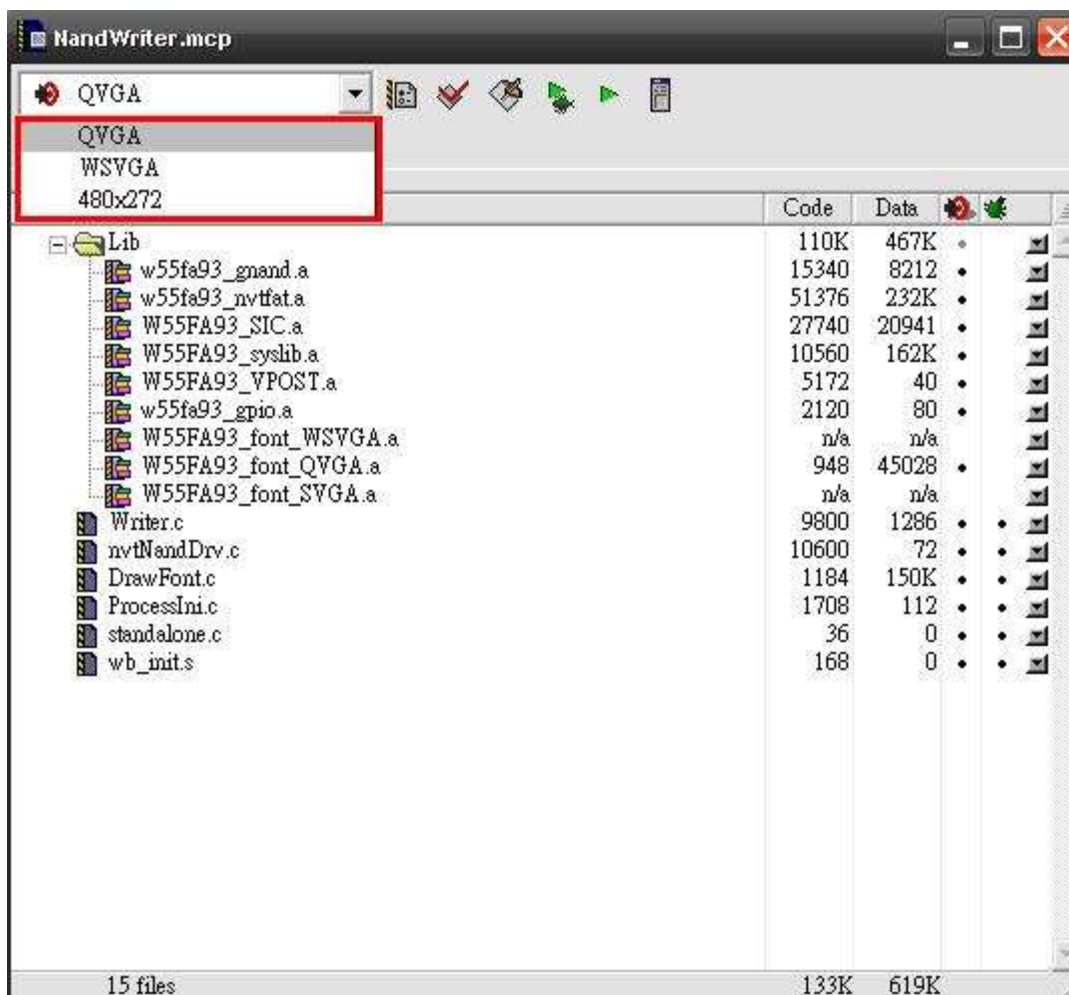 NandWriter.mcp
QVGA
QVGA
WSVGA
480x272
Code Data
Lib 110K 467K
w55fa93_gnand.a 15340 8212
w55fa93_nvtfat.a 51376 232K
W55FA93_SIC.a 27740 20941
W55FA93_syslib.a 10560 162K
W55FA93_VPOST.a 5172 40
w55fa93_gpio.a 2120 80
W55FA93_font_WSVGA.a n/a n/a
W55FA93_font_QVGA.a 948 45028
W55FA93_font_SVGA.a n/a n/a
Writer.c 9800 1286
nvtNandDrv.c 10600 72
DrawFont.c 1184 150K
ProcessIni.c 1708 112
standalone.c 36 0
wb_init.s 168 0
15 files 133K 619K